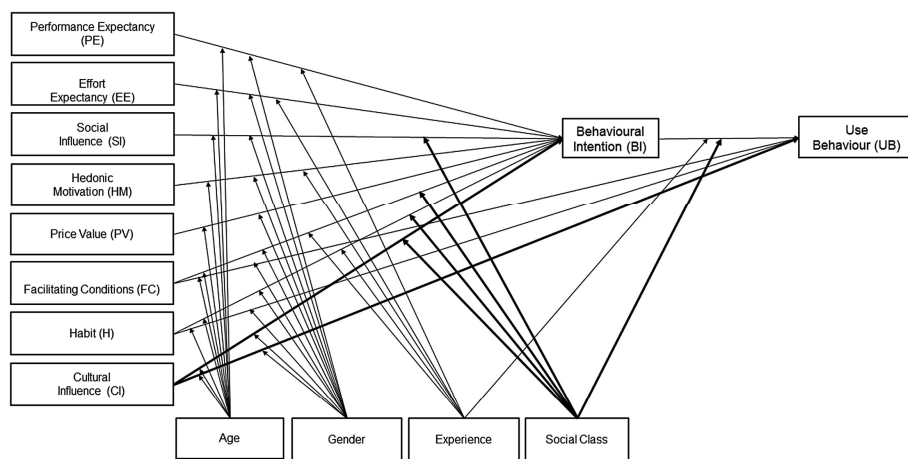 Performance Expectancy
(PE)
Effort
Expectancy (EE)
Social
Influence (SI)
Hedonic
Motivation (HM)
Price Value (PV)
Facilitating Conditions (FC)
Habit (H)
Cultural
Influence (CI)
Behavioural
Intention (BI)
Use
Behaviour (UB)
Age
Gender
Experience
Social Class